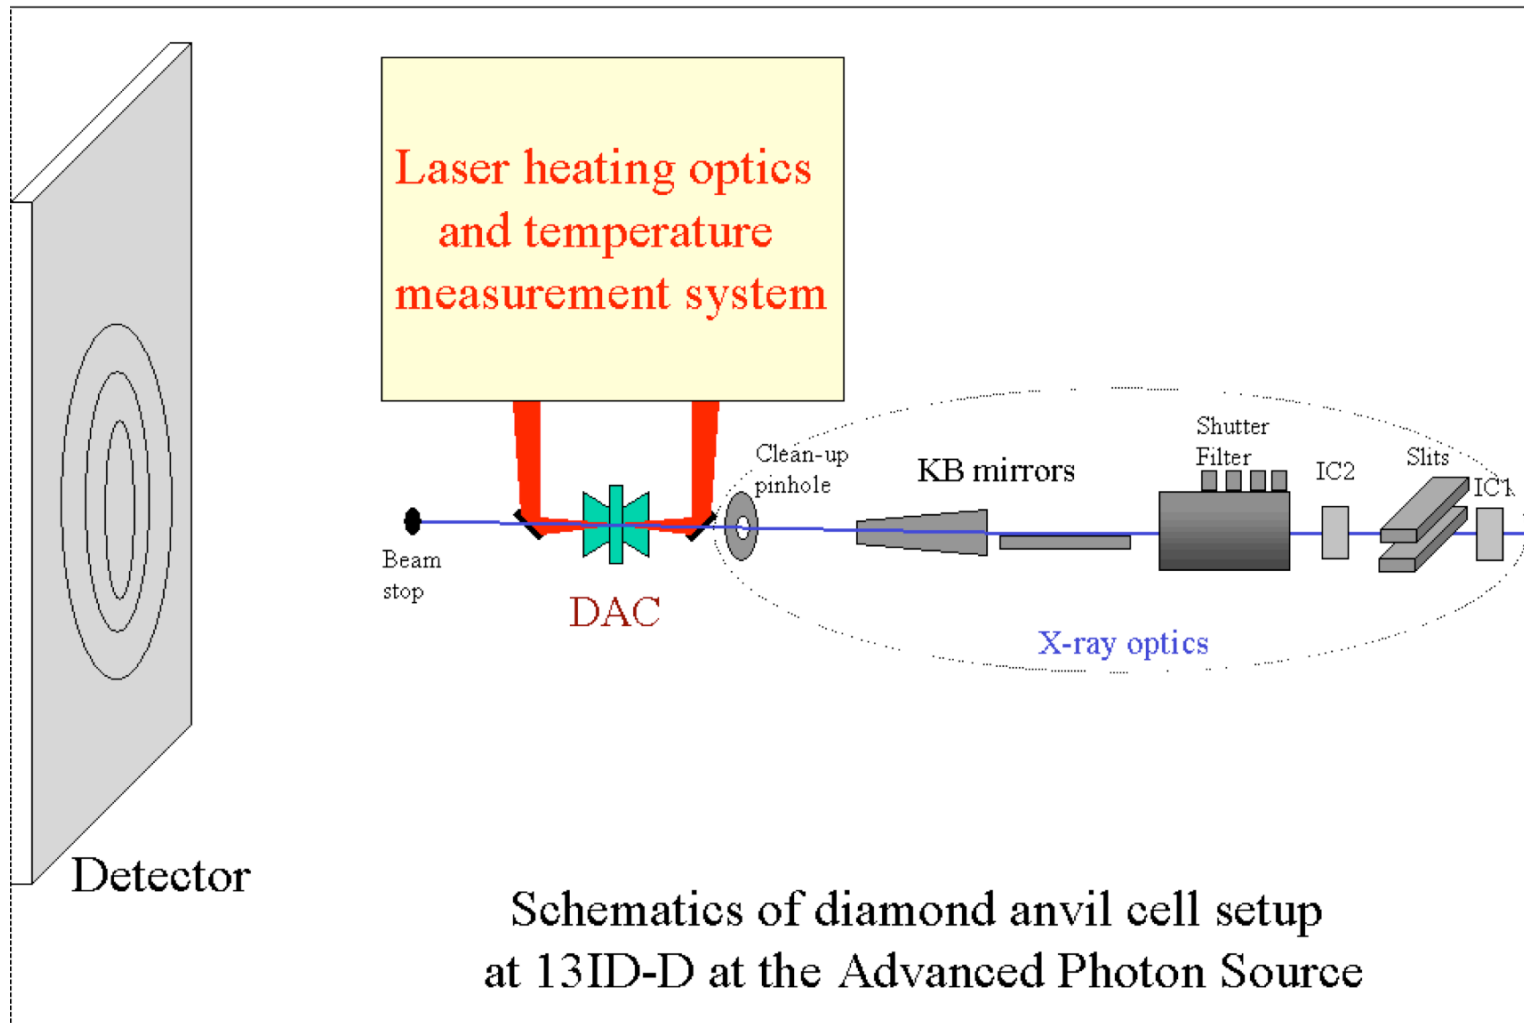 Laser heating optics
and temperature
measurement system
Clean-up
pinhole
KB mirrors
Shutter
Filter
IC2
Slits
IC1
Beam
stop
DAC
X-ray optics
Detector
Schematics of diamond anvil cell setup
at 13ID-D at the Advanced Photon Source